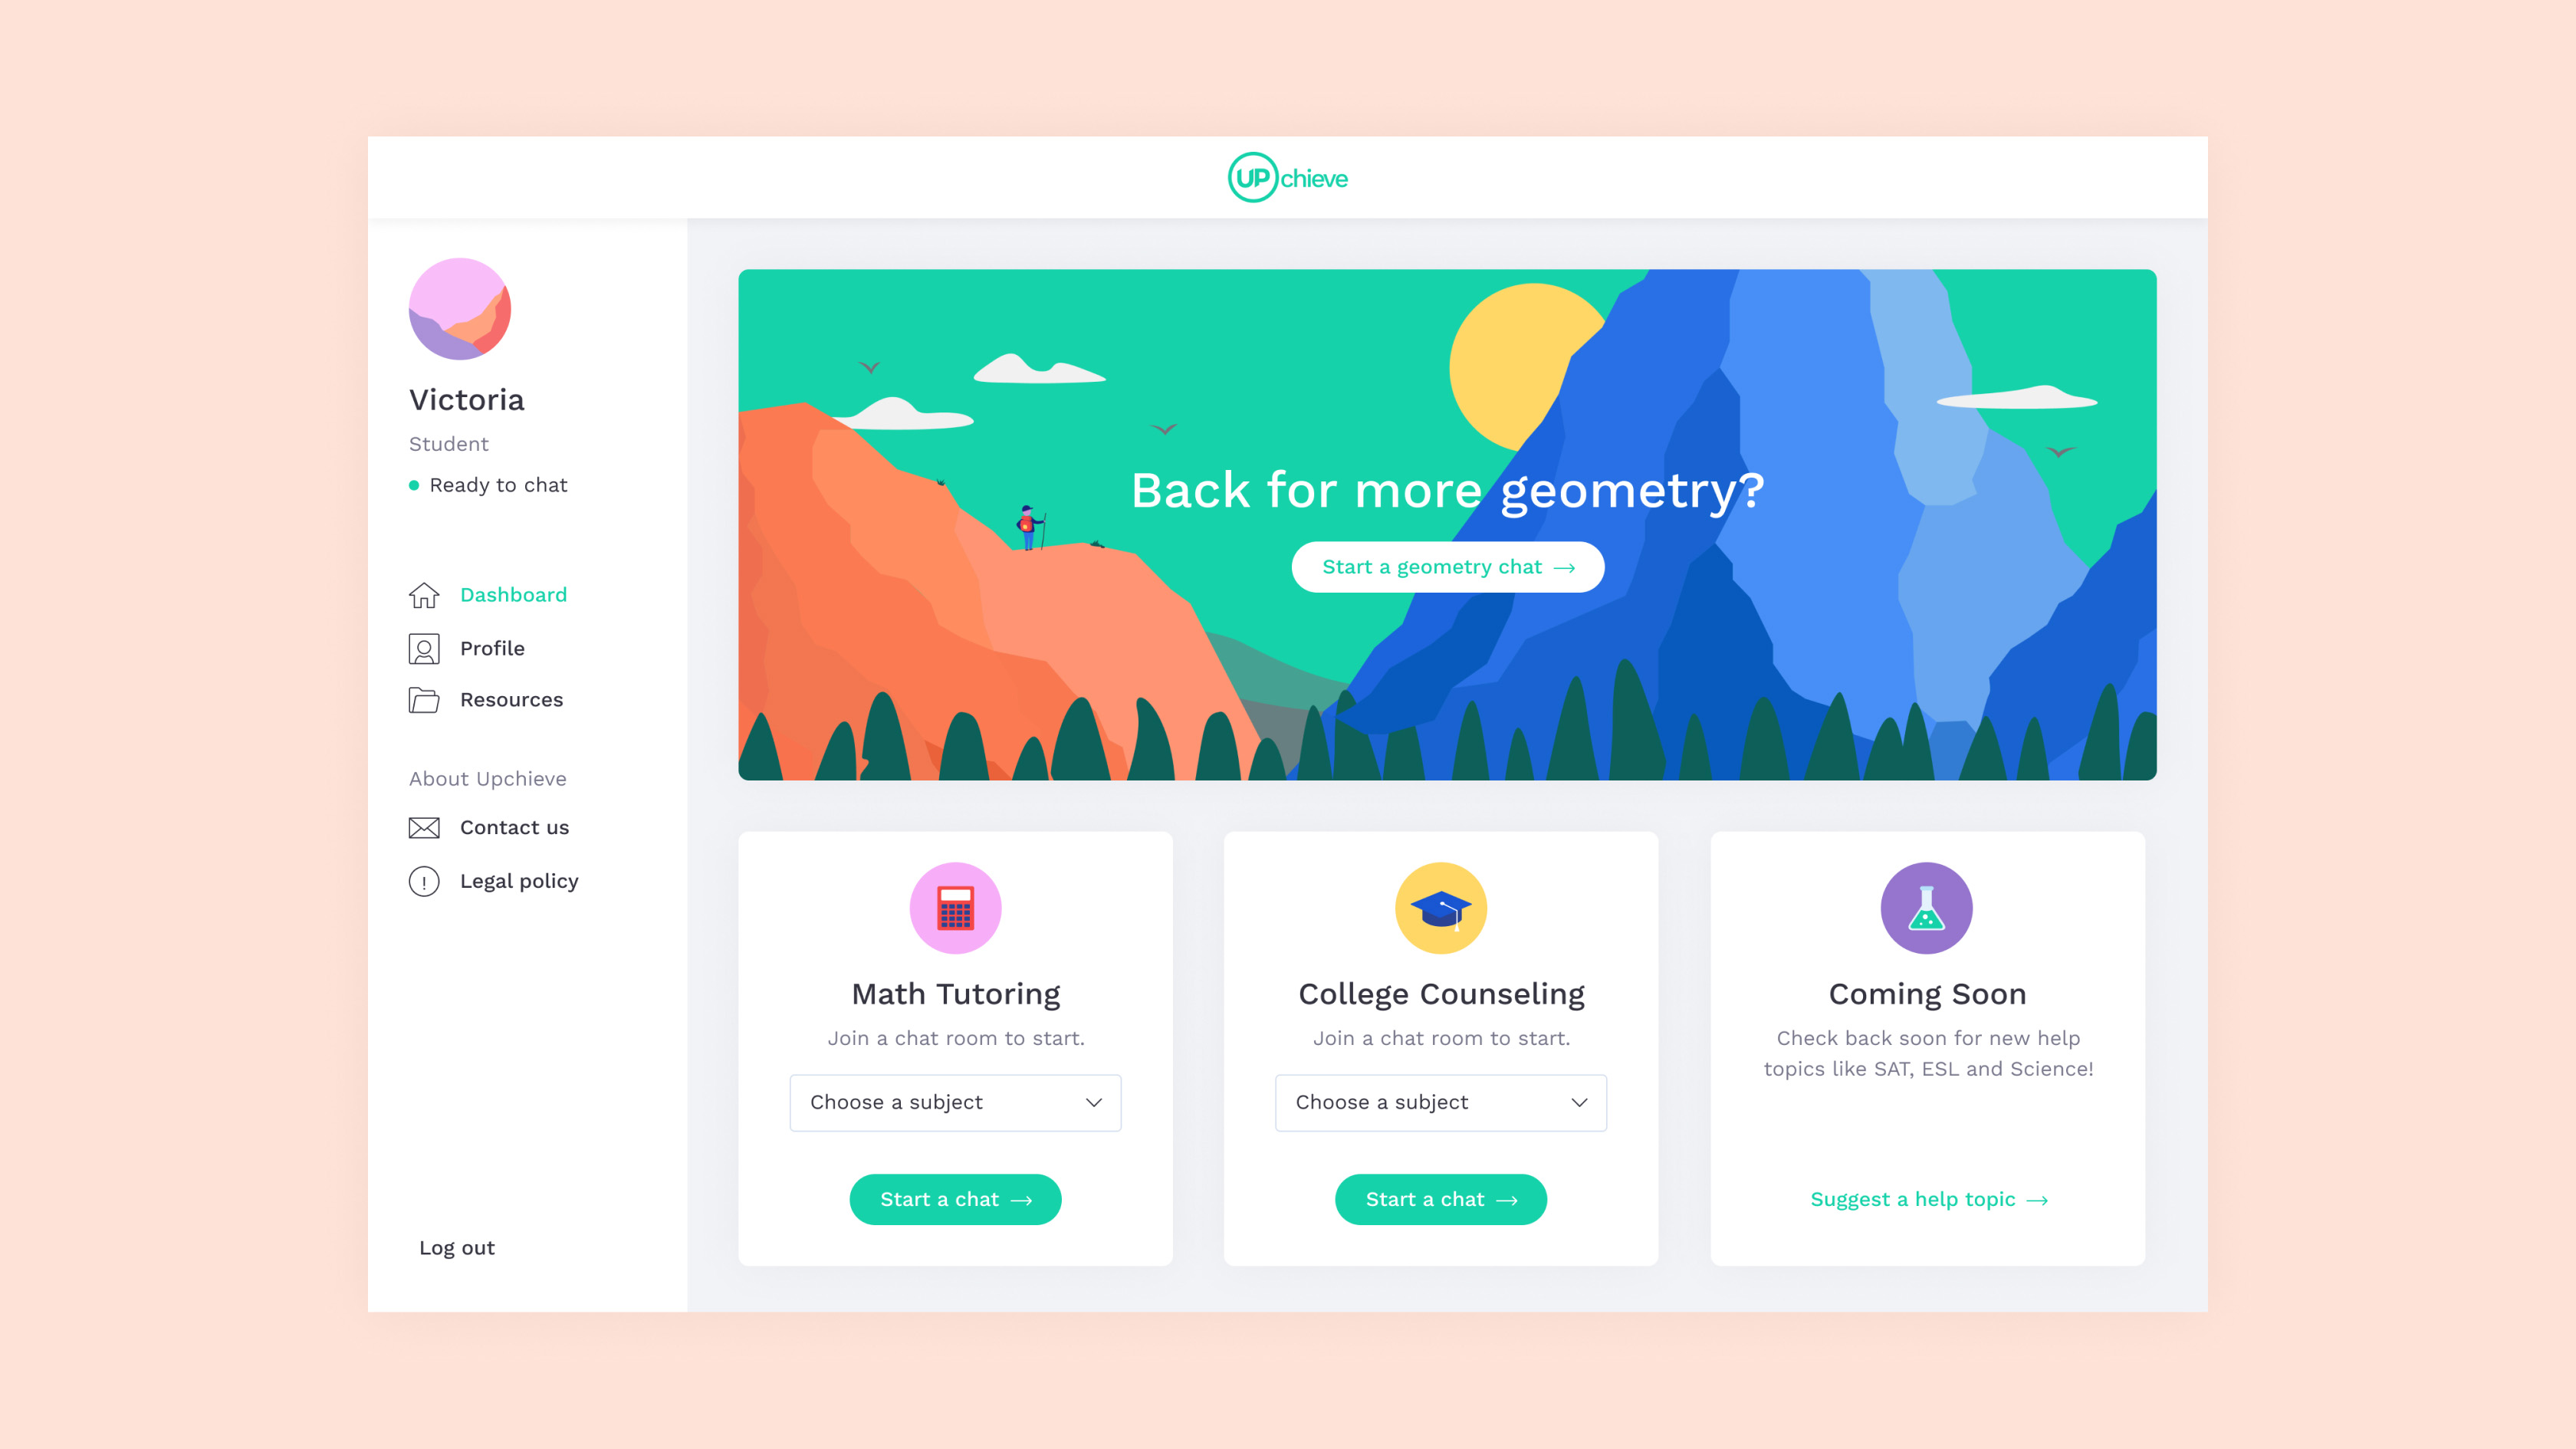 UPchieve
Victoria
Student
Ready to chat
Dashboard
Profile
Resources
About Upchieve
Contact us
Legal policy
Log out
Back for more geometry?
Start a geometry chat →
Math Tutoring
Join a chat room to start.
Choose a subject
Start a chat →
College Counseling
Join a chat room to start.
Choose a subject
Start a chat →
Coming Soon
Check back soon for new help
topics like SAT, ESL and Science!
Suggest a help topic →